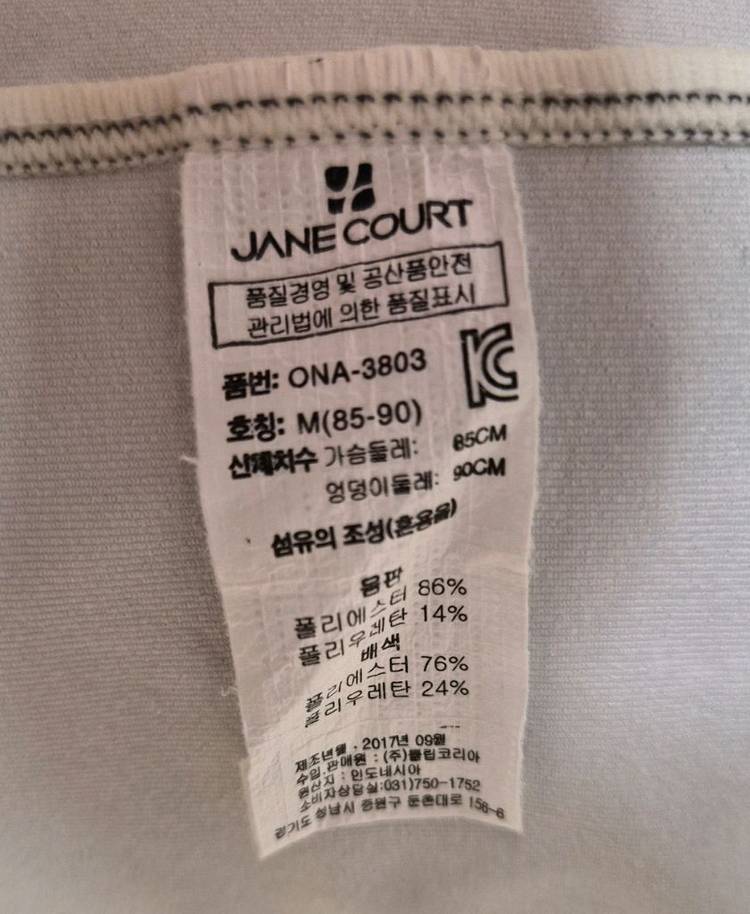 JANE COURT
품질경영 및 공산품안전
관리법에 의한 품질표시
품번: ONA-3803
호칭: M(85-90)
신체치수 가슴둘레: 85CM
엉덩이둘레: 90CM
섬유의 조성(혼용율)
몸판
폴리에스터 86%
폴리우레탄 14%
배색
폴리에스터 76%
폴리우레탄 24%
제조년월 . 2017년 09월
수입.판매원 : (주)클립코리아
원산지 : 인도네시아
소비자상담실:031)750-1752
경기도 성남시 중원구 둔촌대로 156-6